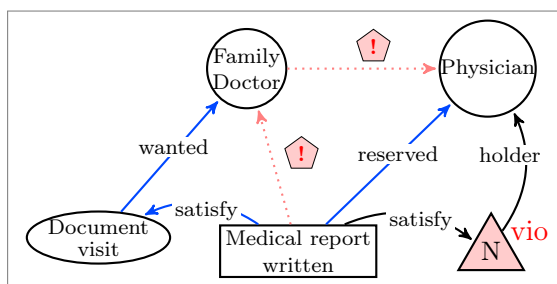 Family
Doctor
!
Physician
wanted
!
reserved
holder
satisfy
satisfy
Document
visit
Medical report
written
N
vio